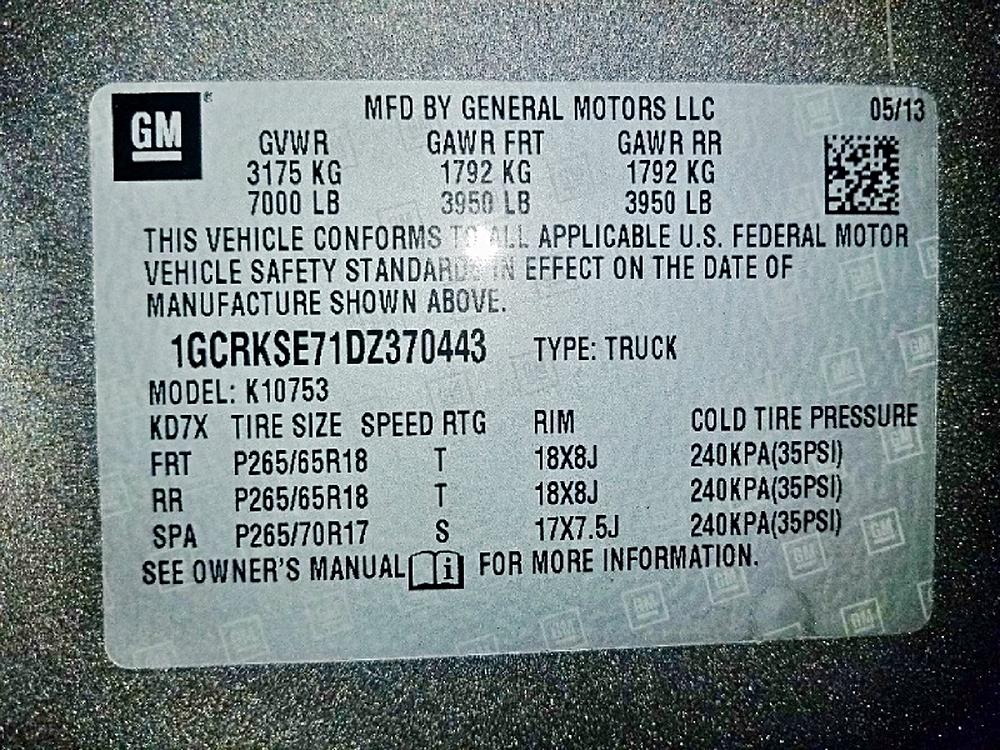 GM
MFD BY GENERAL MOTORS LLC 05/13
GVWR GAWR FRT GAWR RR
3175 KG 1792 KG 1792 KG
7000 LB 3950 LB 3950 LB
THIS VEHICLE CONFORMS TO ALL APPLICABLE U.S. FEDERAL MOTOR
VEHICLE SAFETY STANDARDS IN EFFECT ON THE DATE OF
MANUFACTURE SHOWN ABOVE.
1GCRKSE71DZ370443 TYPE: TRUCK
MODEL: K10753
KD7X TIRE SIZE SPEED RTG RIM COLD TIRE PRESSURE
FRT P265/65R18 T 18X8J 240KPA(35PSI)
RR P265/65R18 T 18X8J 240KPA(35PSI)
SPA P265/70R17 S 17X7.5J 240KPA(35PSI)
SEE OWNER'S MANUAL i FOR MORE INFORMATION.